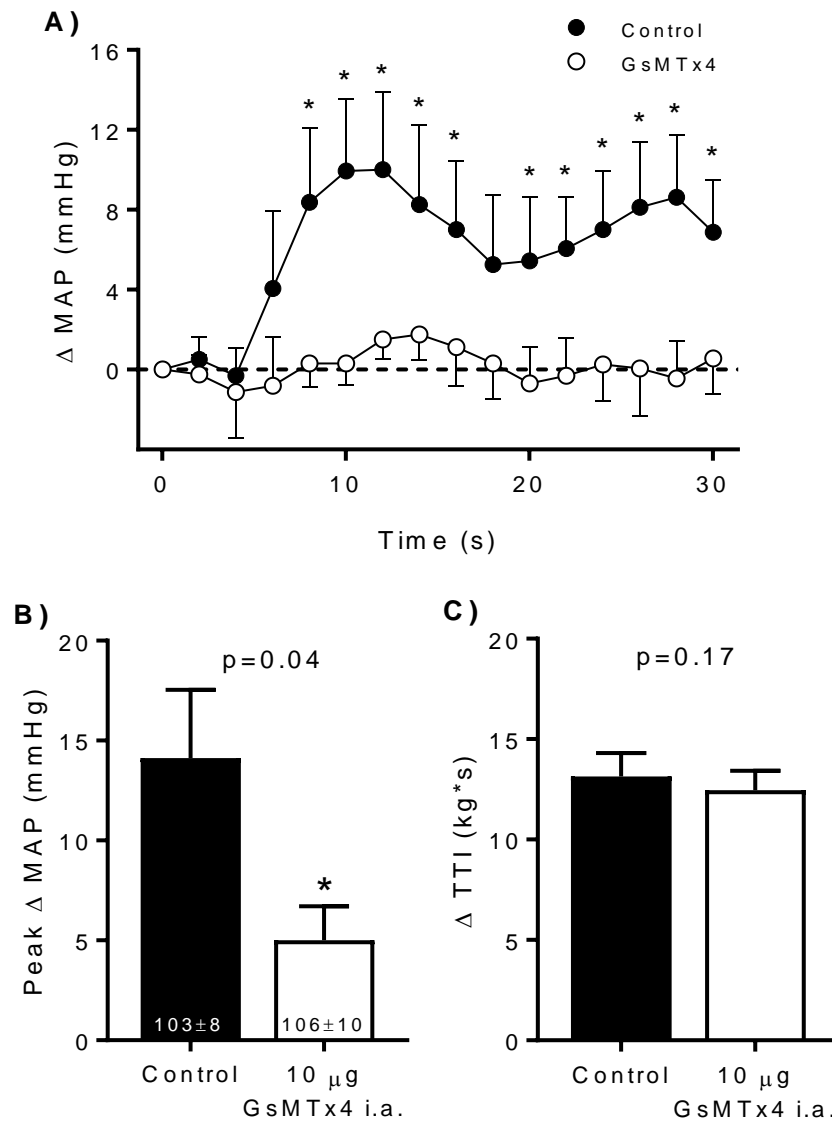 A)
Control
GsMTx4
* * * * * * * * * * *
16
12
8
4
0
Δ MAP (mmHg)
0 10 20 30
Time (s)
B)
20
15
10
5
0
Peak Δ MAP (mmHg)
p=0.04
*
103±8 106±10
Control 10 μg
GsMTx4 i.a.
C)
20
15
10
5
0
Δ TTI (kg*s)
p=0.17
Control 10 μg
GsMTx4 i.a.